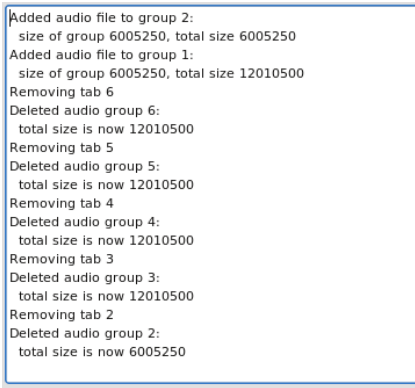 Added audio file to group 2:
size of group 6005250, total size 6005250
Added audio file to group 1:
size of group 6005250, total size 12010500
Removing tab 6
Deleted audio group 6:
total size is now 12010500
Removing tab 5
Deleted audio group 5:
total size is now 12010500
Removing tab 4
Deleted audio group 4:
total size is now 12010500
Removing tab 3
Deleted audio group 3:
total size is now 12010500
Removing tab 2
Deleted audio group 2:
total size is now 6005250